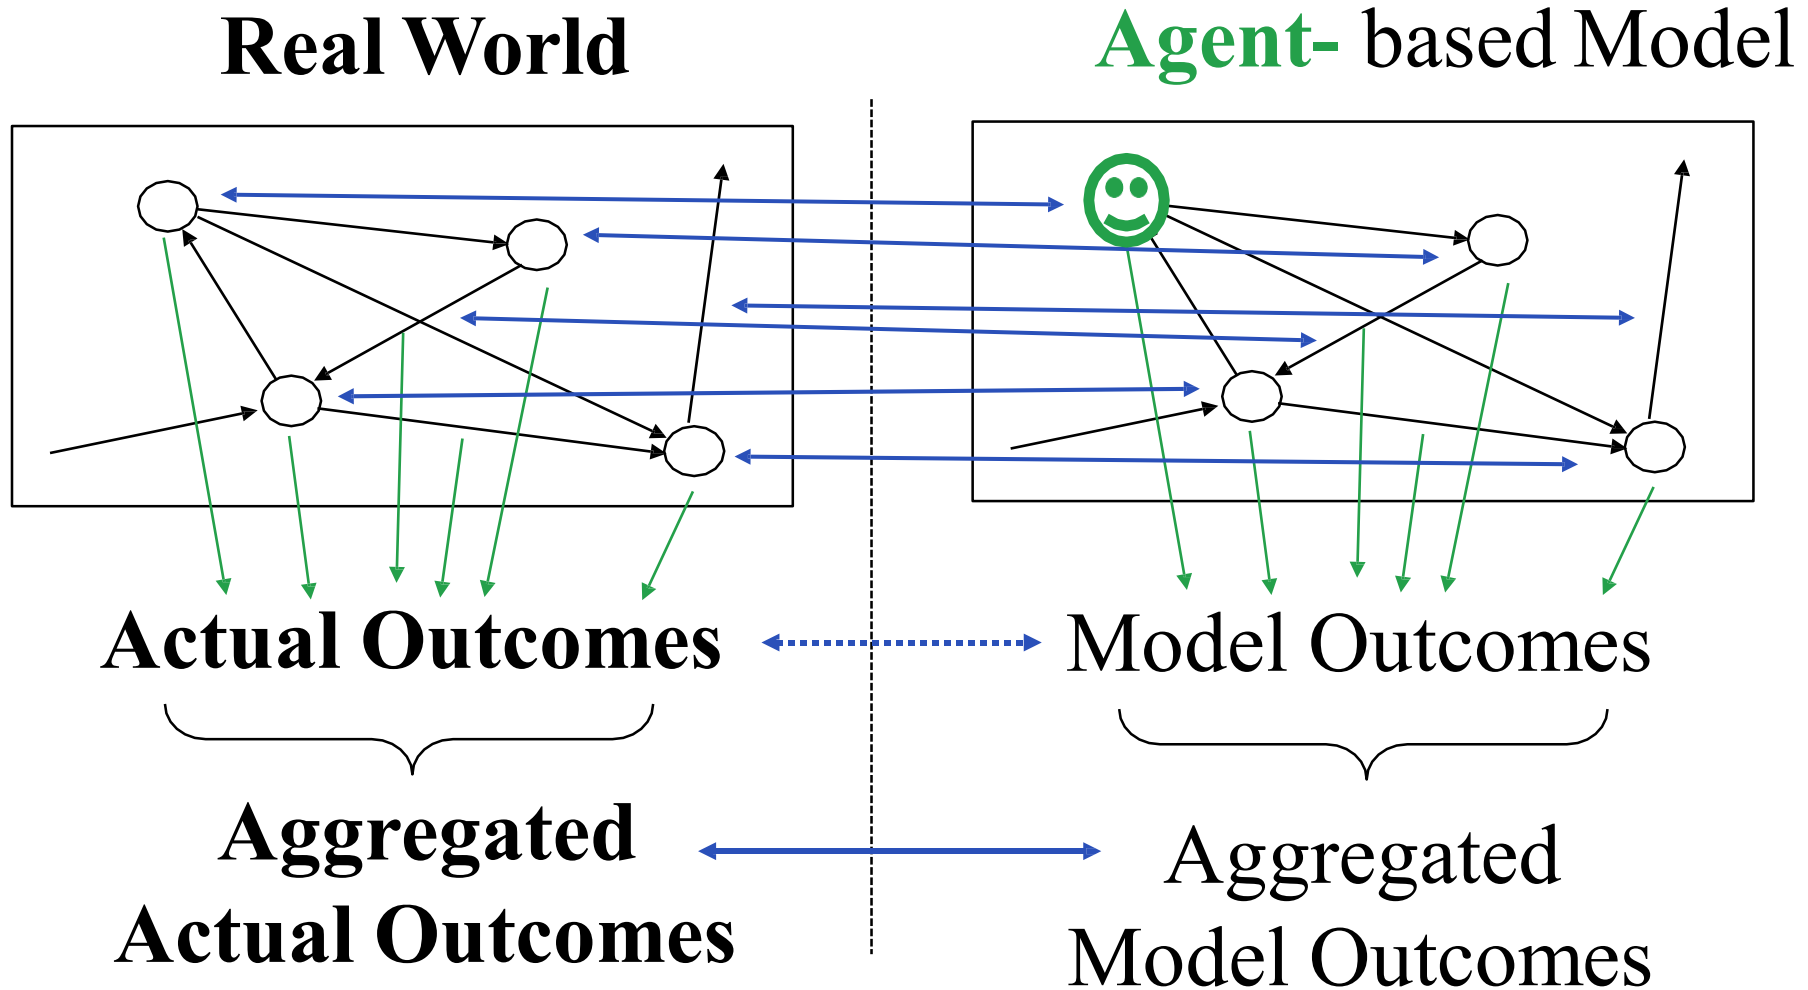 Real World
Agent- based Model
Actual Outcomes
Model Outcomes
Aggregated
Actual Outcomes
Aggregated
Model Outcomes